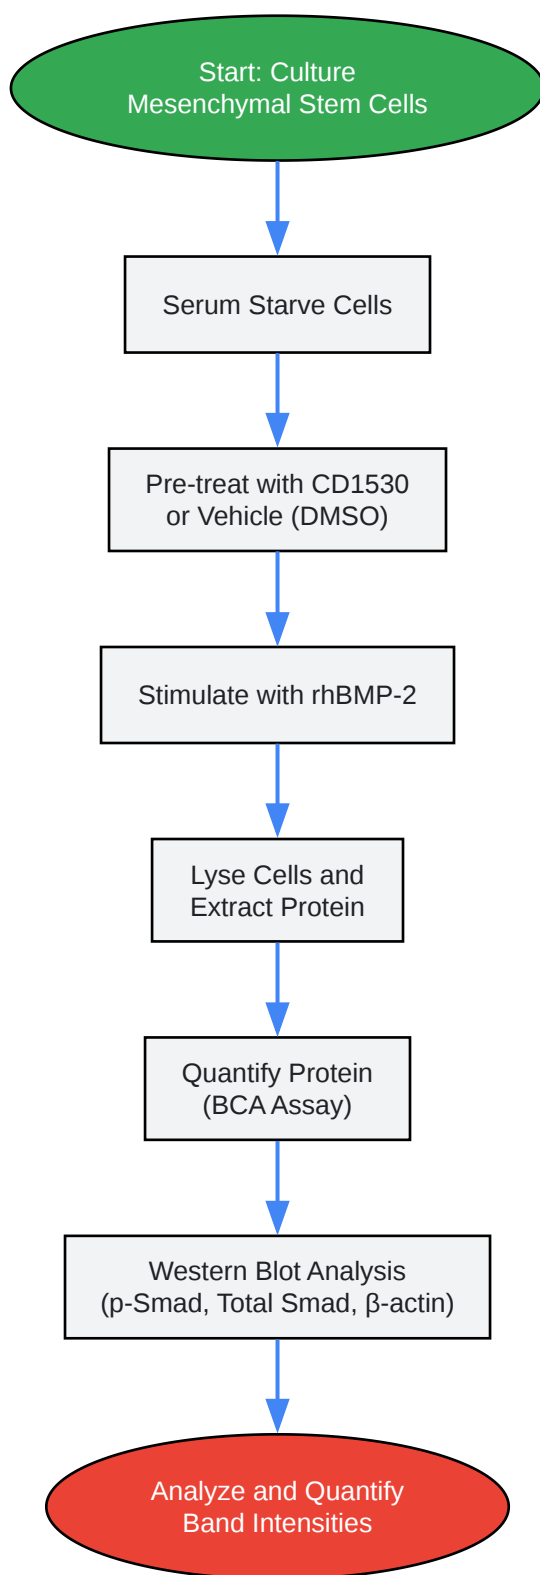 Start: Culture
Mesenchymal Stem Cells
Serum Starve Cells
Pre-treat with CD1530
or Vehicle (DMSO)
Stimulate with rhBMP-2
Lyse Cells and
Extract Protein
Quantify Protein
(BCA Assay)
Western Blot Analysis
(p-Smad, Total Smad, β-actin)
Analyze and Quantify
Band Intensities